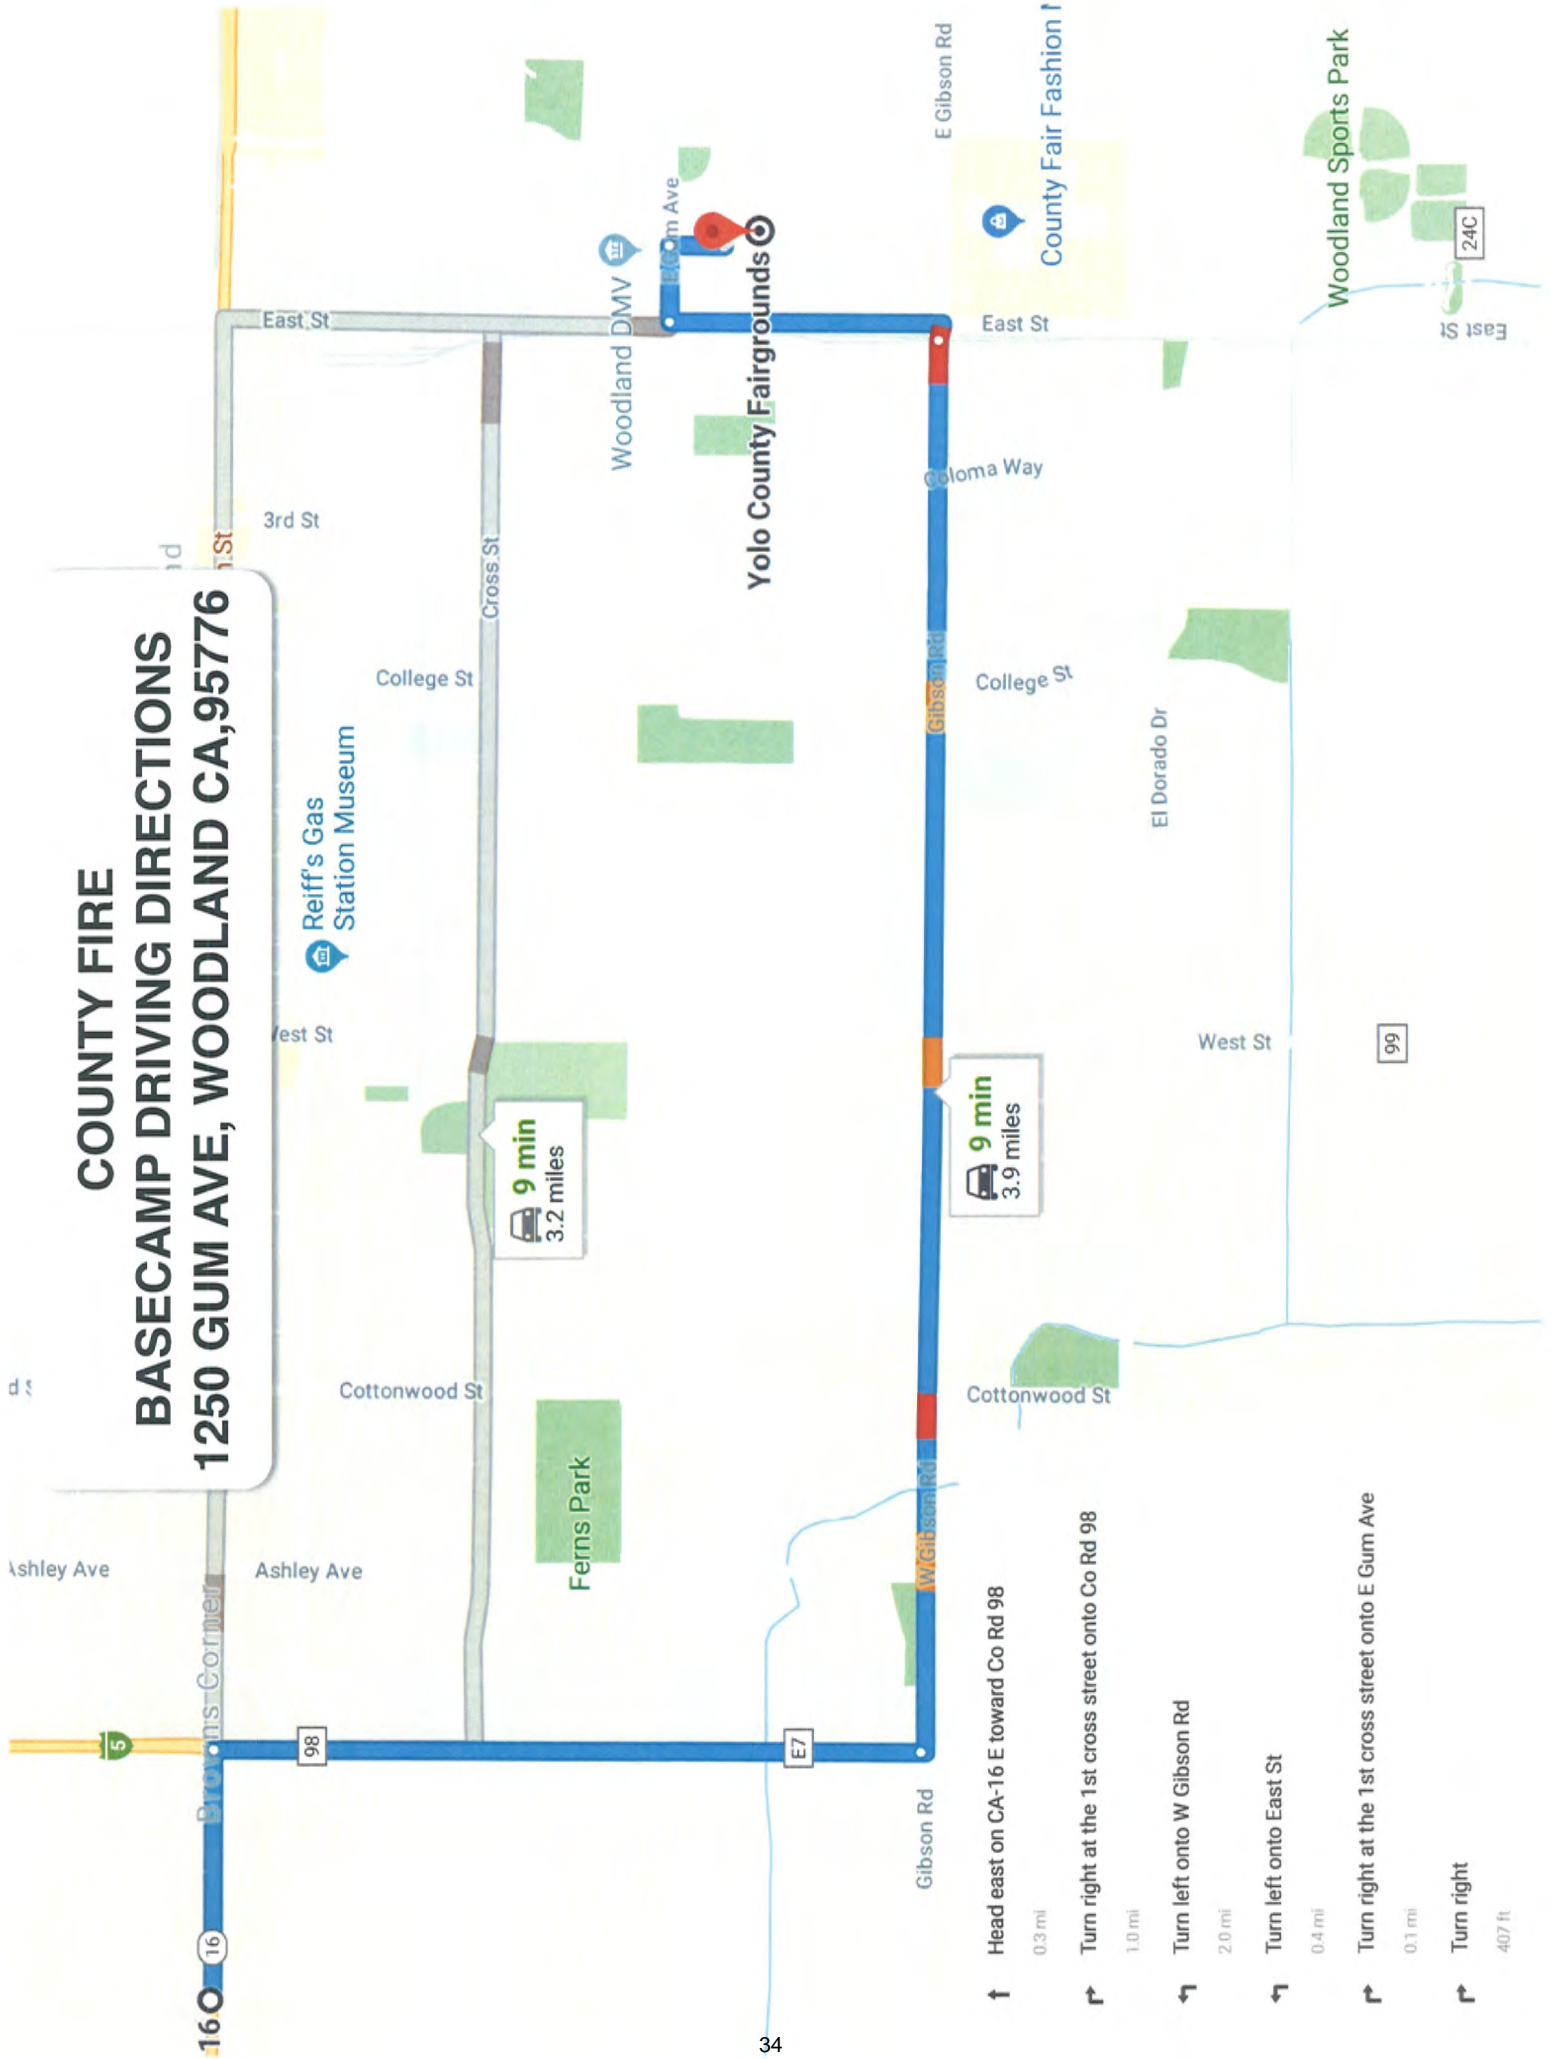 COUNTY FIRE
BASECAMP DRIVING DIRECTIONS
1250 GUM AVE, WOODLAND CA,95776
Ashley Ave
Browns Corner
5
16
16
98
Ashley Ave
Cottonwood St
West St
Reiff's Gas
Station Museum
College St
3rd St
East St
St
Cross St
9 min
3.2 miles
Ferns Park
Woodland DMV
E Gum Ave
Yolo County Fairgrounds
E7
Gibson Rd
W Gibson Rd
Gibson Rd
E Gibson Rd
9 min
3.9 miles
Cottonwood St
College St
Coloma Way
East St
County Fair Fashion
El Dorado Dr
West St
99
Woodland Sports Park
24C
East St
Head east on CA-16 E toward Co Rd 98
0.3 mi
Turn right at the 1st cross street onto Co Rd 98
1.0 mi
Turn left onto W Gibson Rd
2.0 mi
Turn left onto East St
0.4 mi
Turn right at the 1st cross street onto E Gum Ave
0.1 mi
Turn right
407 ft
34